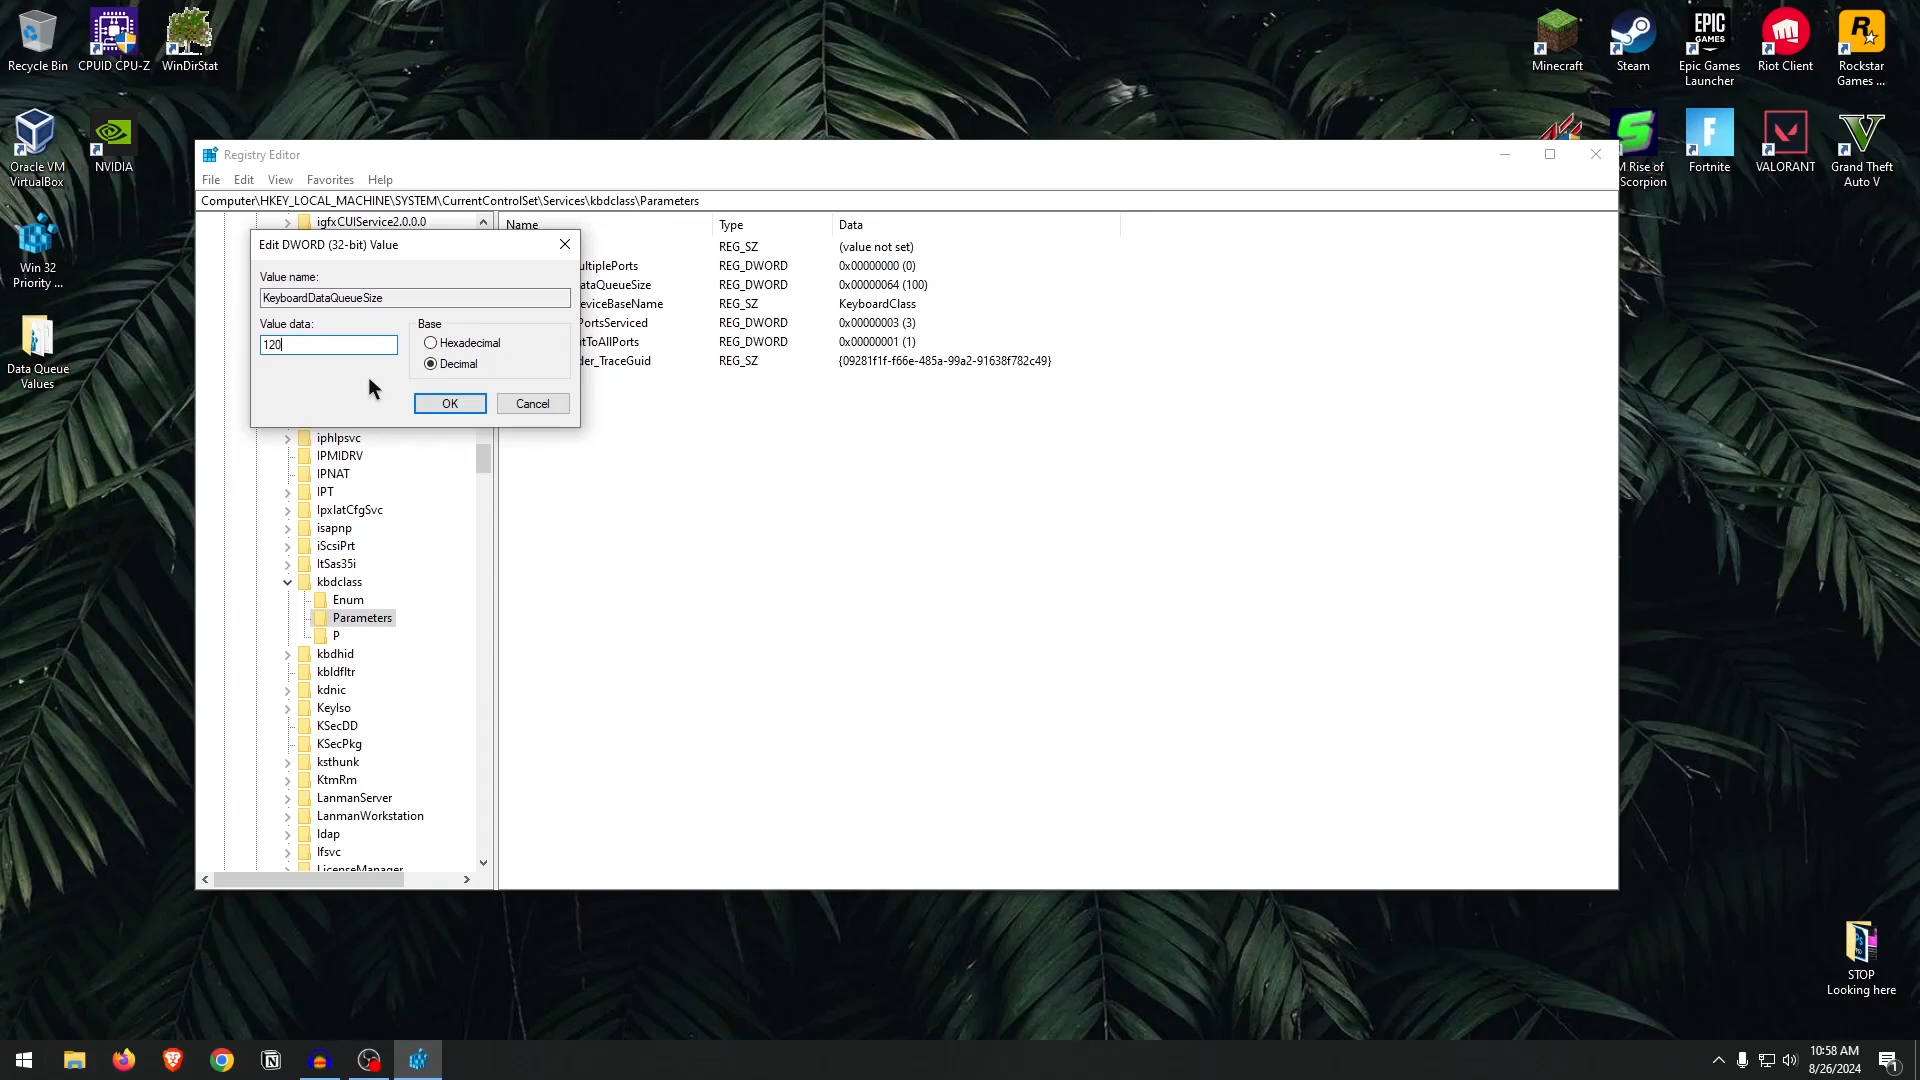 Recycle Bin
CPUID CPU-Z
WinDirStat
Minecraft
Steam
EPIC
GAMES
Epic Games
Launcher
Riot Client
Rockstar
Games ...
Oracle VM
VirtualBox
NVIDIA
M Rise of
Scorpion
Fortnite
VALORANT
Grand Theft
Auto V
Win 32
Priority ...
Data Queue
Values
Registry Editor
File Edit View Favorites Help
Computer\HKEY_LOCAL_MACHINE\SYSTEM\CurrentControlSet\Services\kbdclass\Parameters
igfxCUIService2.0.0.0
Edit DWORD (32-bit) Value
Value name:
KeyboardDataQueueSize
Value data:
120
Base
Hexadecimal
Decimal
OK
Cancel
iphlpsvc
IPMIDRV
IPNAT
IPT
IpxlatCfgSvc
isapnp
iScsiPrt
ItSas35i
kbdclass
Enum
Parameters
P
kbdhid
kbldfltr
kdnic
KeyIso
KSecDD
KSecPkg
ksthunk
KtmRm
LanmanServer
LanmanWorkstation
ldap
lfsvc
LicenseManager
Name Type Data
REG_SZ (value not set)
ultiplePorts REG_DWORD 0x00000000 (0)
ataQueueSize REG_DWORD 0x00000064 (100)
eviceBaseName REG_SZ KeyboardClass
PortsServiced REG_DWORD 0x00000003 (3)
tToAllPorts REG_DWORD 0x00000001 (1)
der_TraceGuid REG_SZ {09281f1f-f66e-485a-99a2-91638f782c49}
STOP
Looking here
10:58 AM
8/26/2024
1